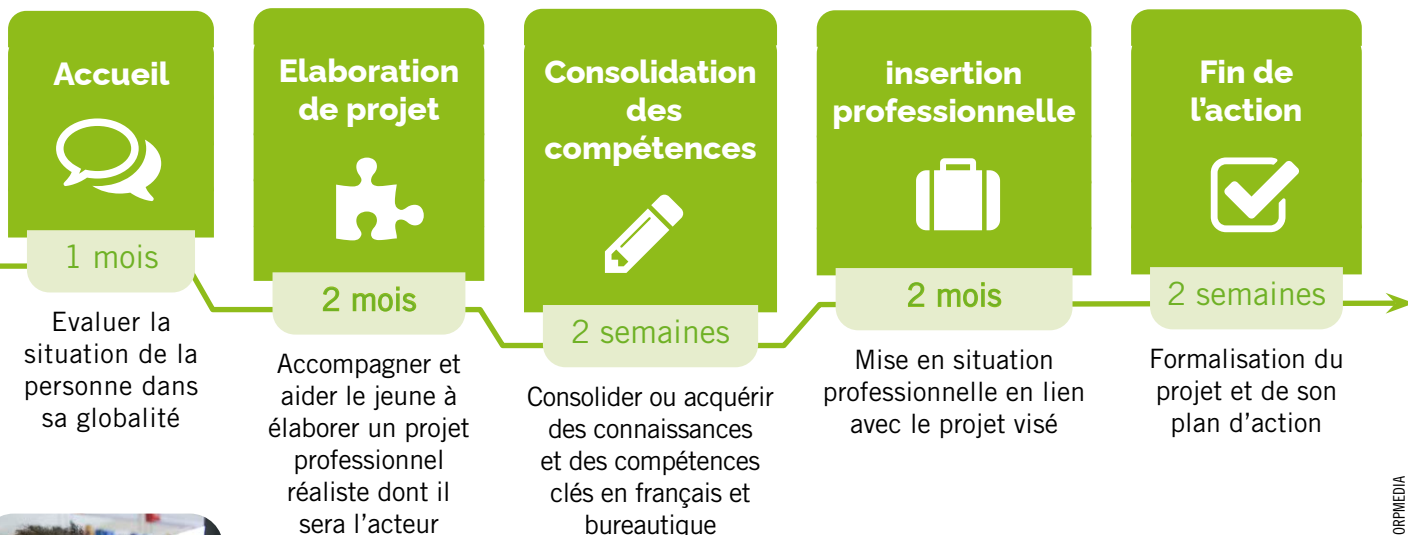 Accueil
1 mois
Evaluer la
situation de la
personne dans
sa globalité
Elaboration
de projet
2 mois
Accompagner et
aider le jeune à
élaborer un projet
professionnel
réaliste dont il
sera l’acteur
Consolidation
des
compétences
2 semaines
Consolider ou acquérir
des connaissances
et des compétences
clés en français et
bureautique
insertion
professionnelle
2 mois
Mise en situation
professionnelle en lien
avec le projet visé
Fin de
l’action
2 semaines
Formalisation du
projet et de son
plan d’action
ORPMEDIA